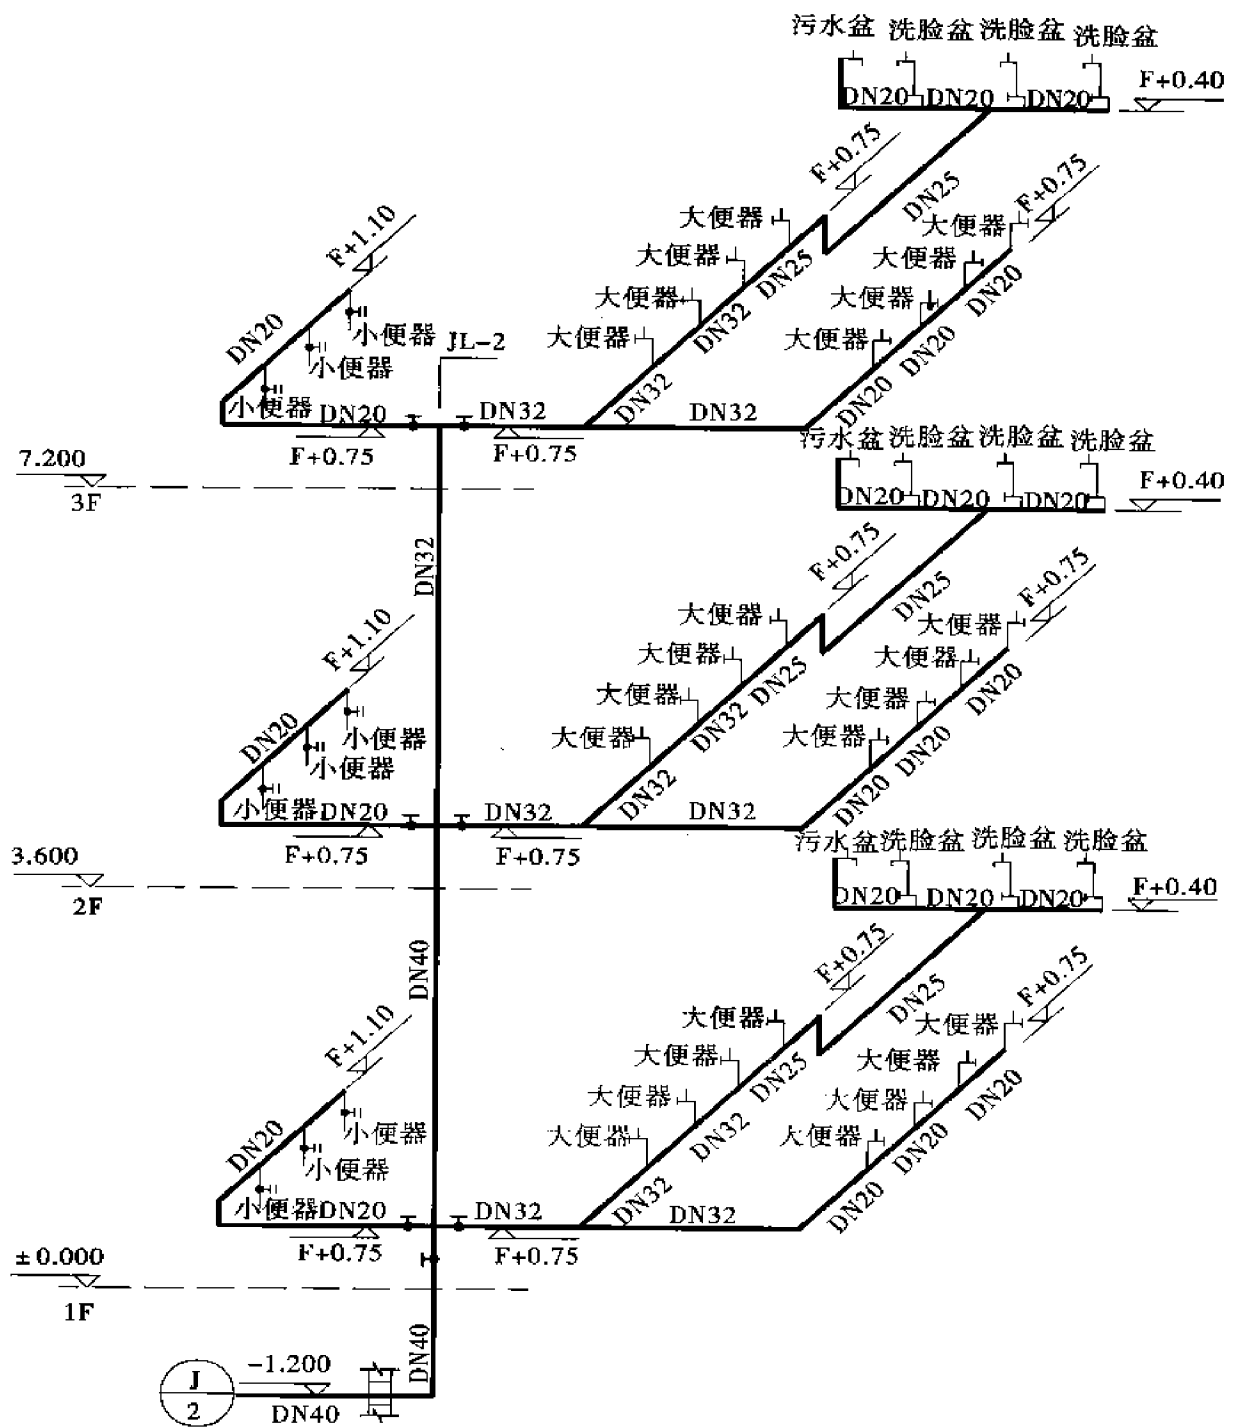 污水盆 洗脸盆 洗脸盆 洗脸盆
DN20 DN20 DN20
F+0.40
F+0.75
DN25
F+0.75
大便器
大便器
F+1.10
大便器
大便器
DN25
DN20
大便器
大便器
DN20
小便器
JL-2
大便器
DN32
大便器
DN20
小便器
DN32
DN20
小便器
DN20
DN32
DN32
F+0.75
F+0.75
7.200
3F
污水盆 洗脸盆 洗脸盆 洗脸盆
DN20 DN20 DN20
F+0.40
DN32
F+0.75
DN25
F+0.75
大便器
大便器
F+1.10
大便器
大便器
DN25
DN20
大便器
大便器
DN20
小便器
大便器
DN32
大便器
DN20
小便器
DN32
DN20
小便器
DN20
DN32
DN32
F+0.75
F+0.75
3.600
2F
污水盆 洗脸盆 洗脸盆 洗脸盆
DN20 DN20 DN20
F+0.40
DN40
F+0.75
DN25
F+0.75
大便器
大便器
F+1.10
大便器
大便器
DN25
DN20
大便器
大便器
DN20
小便器
大便器
DN32
大便器
DN20
小便器
DN32
DN20
小便器
DN20
DN32
DN32
F+0.75
F+0.75
±0.000
1F
DN40
J
2
-1.200
DN40